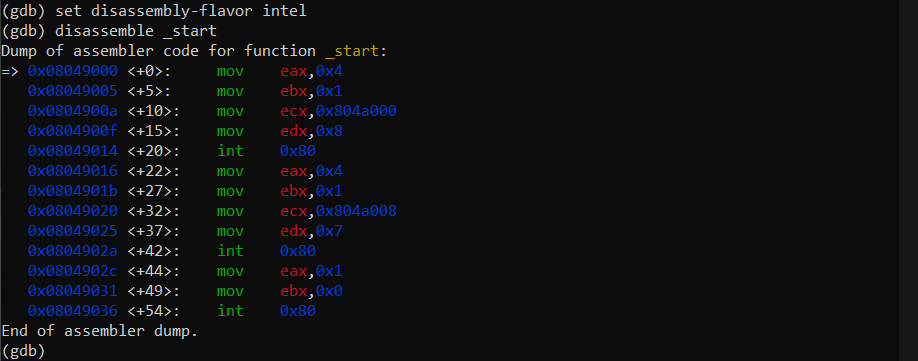 (gdb) set disassembly-flavor intel
(gdb) disassemble _start
Dump of assembler code for function _start:
=> 0x08049000 <+0>:     mov    eax,0x4
   0x08049005 <+5>:     mov    ebx,0x1
   0x0804900a <+10>:    mov    ecx,0x804a000
   0x0804900f <+15>:    mov    edx,0x8
   0x08049014 <+20>:    int    0x80
   0x08049016 <+22>:    mov    eax,0x4
   0x0804901b <+27>:    mov    ebx,0x1
   0x08049020 <+32>:    mov    ecx,0x804a008
   0x08049025 <+37>:    mov    edx,0x7
   0x0804902a <+42>:    int    0x80
   0x0804902c <+44>:    mov    eax,0x1
   0x08049031 <+49>:    mov    ebx,0x0
   0x08049036 <+54>:    int    0x80
End of assembler dump.
(gdb)